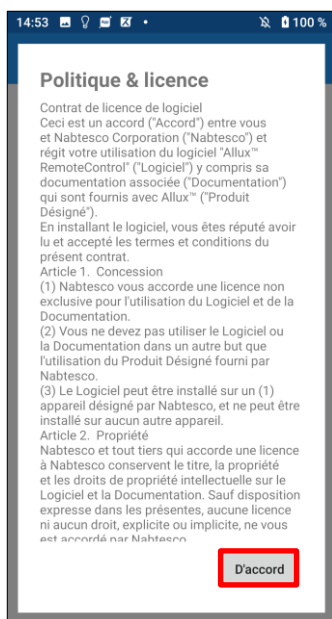 14:53
100 %
Politique & licence
Contrat de licence de logiciel
Ceci est un accord ("Accord") entre vous
et Nabtesco Corporation ("Nabtesco") et
régit votre utilisation du logiciel "Allux™
RemoteControl" ("Logiciel") y compris sa
documentation associée ("Documentation")
qui sont fournis avec Allux™ ("Produit
Désigné").
En installant le logiciel, vous êtes réputé avoir
lu et accepté les termes et conditions du
présent contrat.
Article 1.  Concession
(1) Nabtesco vous accorde une licence non
exclusive pour l'utilisation du Logiciel et de la
Documentation.
(2) Vous ne devez pas utiliser le Logiciel ou
la Documentation dans un autre but que
l'utilisation du Produit Désigné fourni par
Nabtesco.
(3) Le Logiciel peut être installé sur un (1)
appareil désigné par Nabtesco, et ne peut être
installé sur aucun autre appareil.
Article 2.  Propriété
Nabtesco et tout tiers qui accorde une licence
à Nabtesco conservent le titre, la propriété
et les droits de propriété intellectuelle sur le
Logiciel et la Documentation. Sauf disposition
expresse dans les présentes, aucune licence
ni aucun droit, explicite ou implicite, ne vous
est accordé par Nabtesco
D'accord